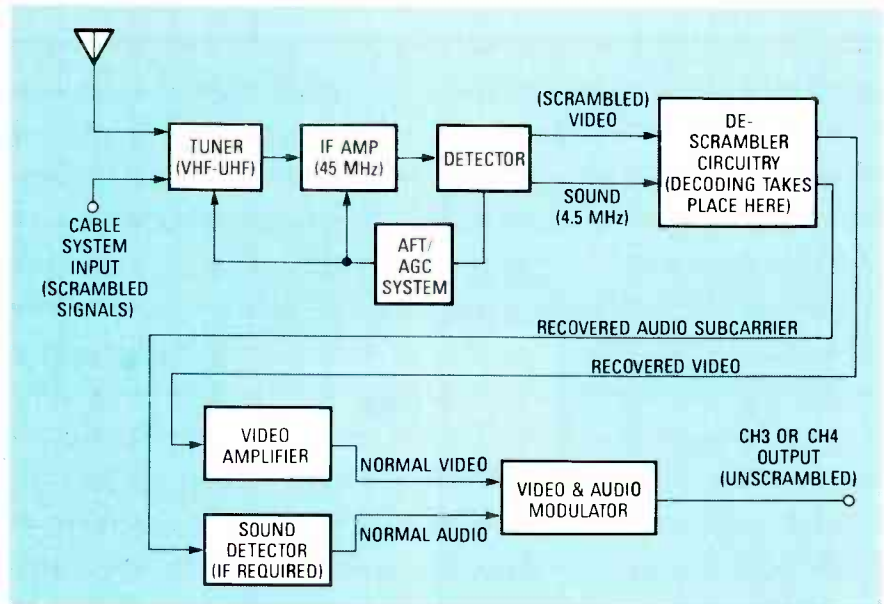 TUNER
(VHF-UHF)
IF AMP
(45 MHz)
DETECTOR
(SCRAMBLED)
VIDEO
SOUND
(4.5 MHz)
DE-
SCRAMBLER
CIRCUITRY
(DECODING TAKES
PLACE HERE)
CABLE
SYSTEM
INPUT
(SCRAMBLED
SIGNALS)
AFT/
AGC
SYSTEM
RECOVERED AUDIO SUBCARRIER
RECOVERED VIDEO
VIDEO
AMPLIFIER
NORMAL VIDEO
SOUND
DETECTOR
(IF REQUIRED)
NORMAL AUDIO
VIDEO & AUDIO
MODULATOR
CH3 OR CH4
OUTPUT
(UNSCRAMBLED)